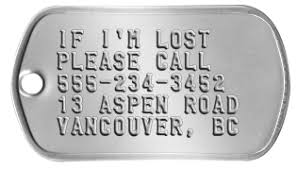 IF I'M LOST
PLEASE CALL
555-234-3452
13 ASPEN ROAD
VANCOUVER, BC